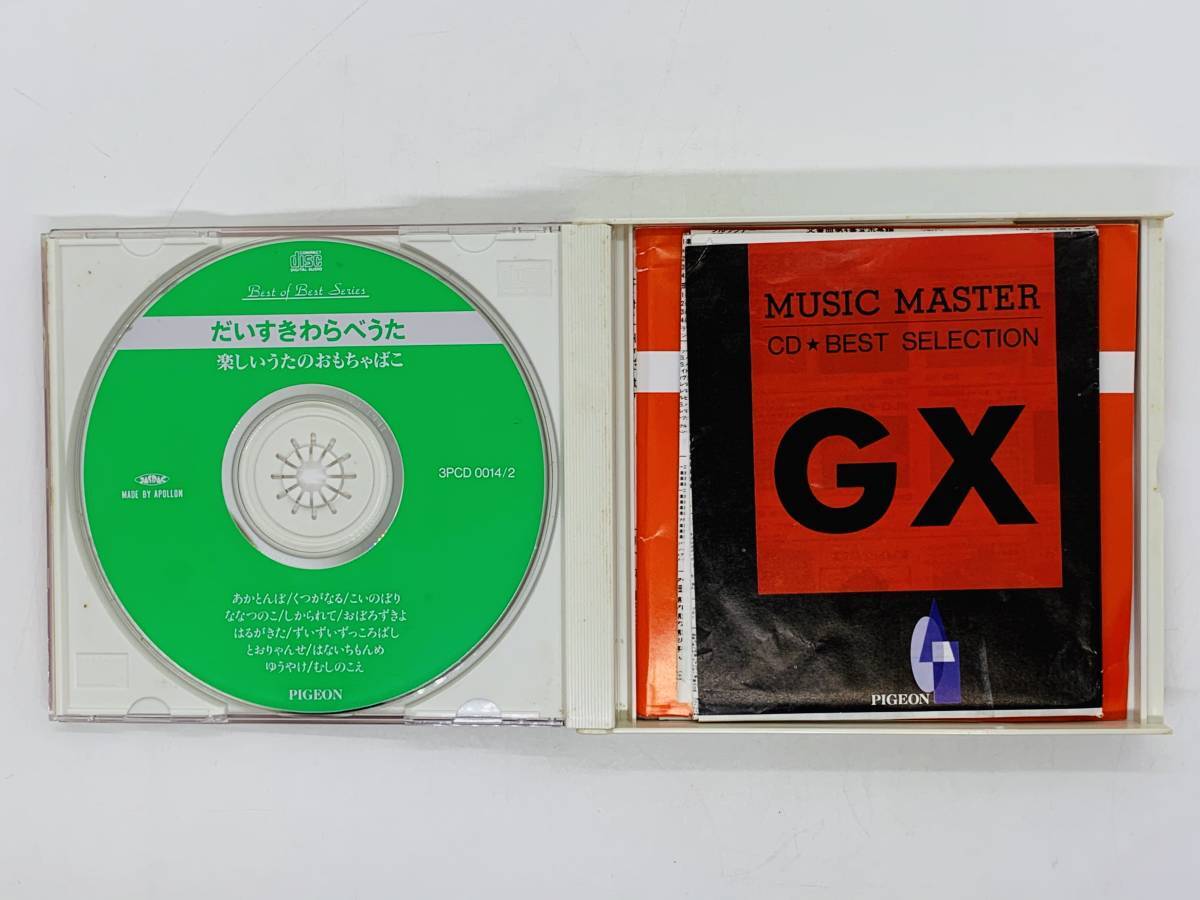 COMPACT
disc
DIGITAL AUDIO
Best of Best Series
だいすきわらべうた
楽しいうたのおもちゃばこ
JASRAC
MADE BY APOLLON
3PCD 0014/2
あかとんぼ/くつがなる/こいのぼり
ななつのこ/しかられて/おぼろずきよ
はるがきた/ずいずいずっころばし
とおりゃんせ/はないちもんめ
ゆうやけ/むしのこえ
PIGEON
MUSIC MASTER
CD★BEST SELECTION
GX
PIGEON